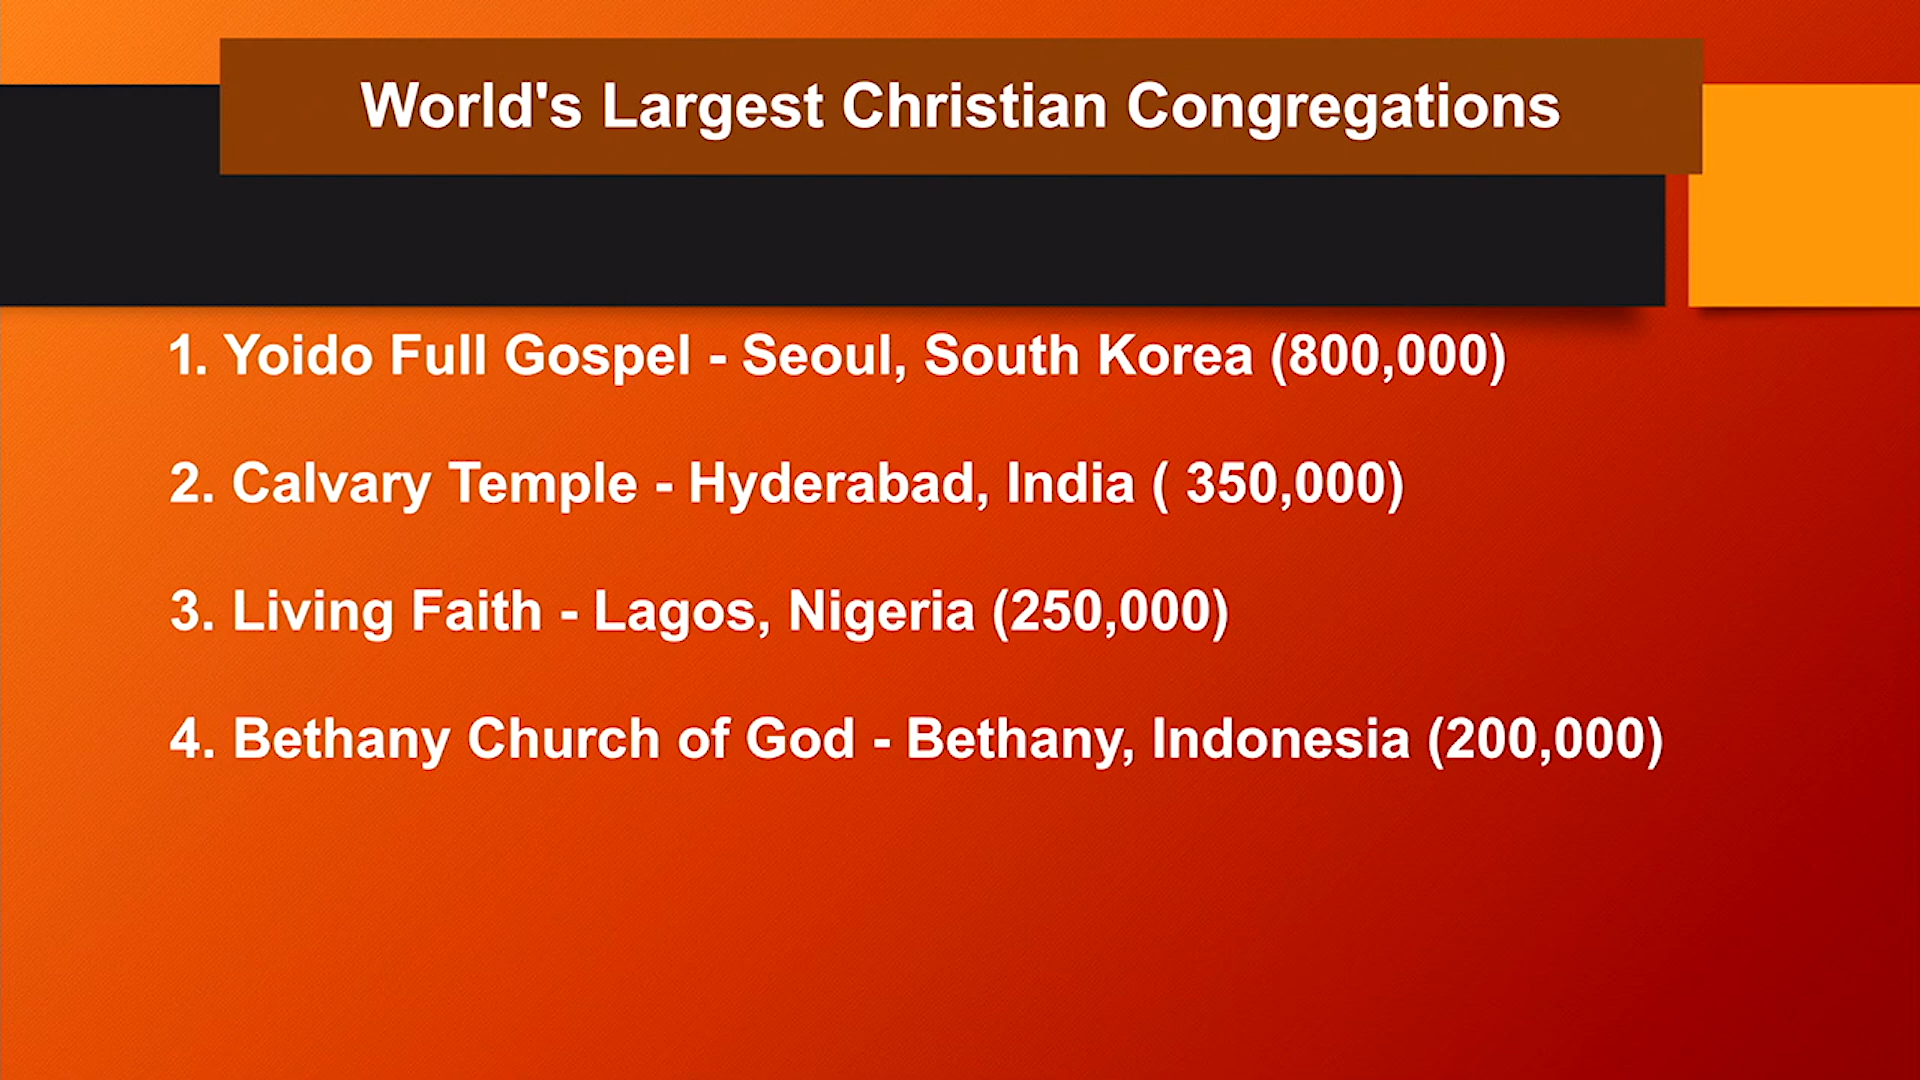 World's Largest Christian Congregations
1. Yoido Full Gospel - Seoul, South Korea (800,000)
2. Calvary Temple - Hyderabad, India ( 350,000)
3. Living Faith - Lagos, Nigeria (250,000)
4. Bethany Church of God - Bethany, Indonesia (200,000)